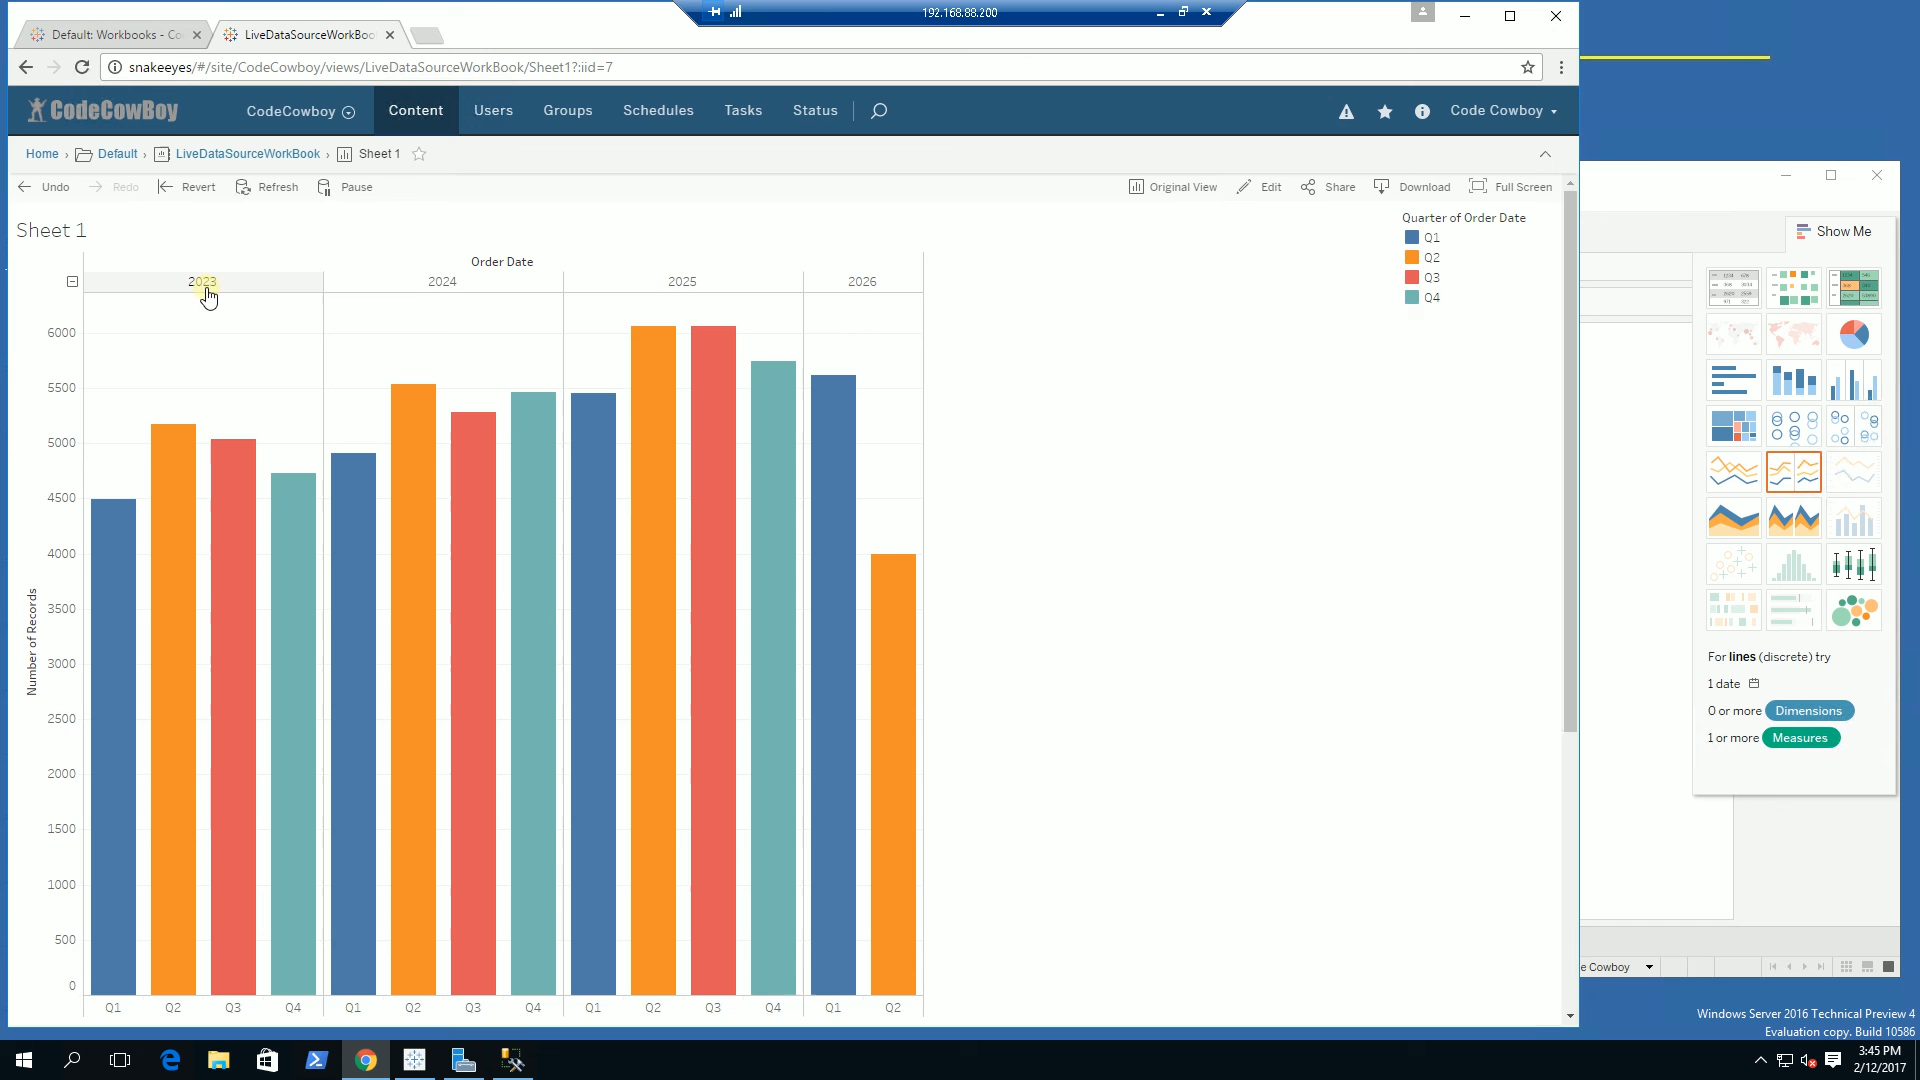 192.168.88.200
Default: Workbooks - Co
LiveDataSourceWorkBoo
snakeeyes/#/site/CodeCowboy/views/LiveDataSourceWorkBook/Sheet1?:iid=7
CodeCowBoy
CodeCowboy
Content
Users
Groups
Schedules
Tasks
Status
Code Cowboy
Home
Default
LiveDataSourceWorkBook
Sheet 1
Undo
Redo
Revert
Refresh
Pause
Original View
Edit
Share
Download
Full Screen
Sheet 1
Order Date
2023
2024
2025
2026
Number of Records
6000
5500
5000
4500
4000
3500
3000
2500
2000
1500
1000
500
0
Q1 Q2 Q3 Q4 Q1 Q2 Q3 Q4 Q1 Q2 Q3 Q4 Q1 Q2
Quarter of Order Date
Q1
Q2
Q3
Q4
Show Me
For lines (discrete) try
1 date
0 or more Dimensions
1 or more Measures
e Cowboy
Windows Server 2016 Technical Preview 4
Evaluation copy. Build 10586
3:45 PM
2/12/2017